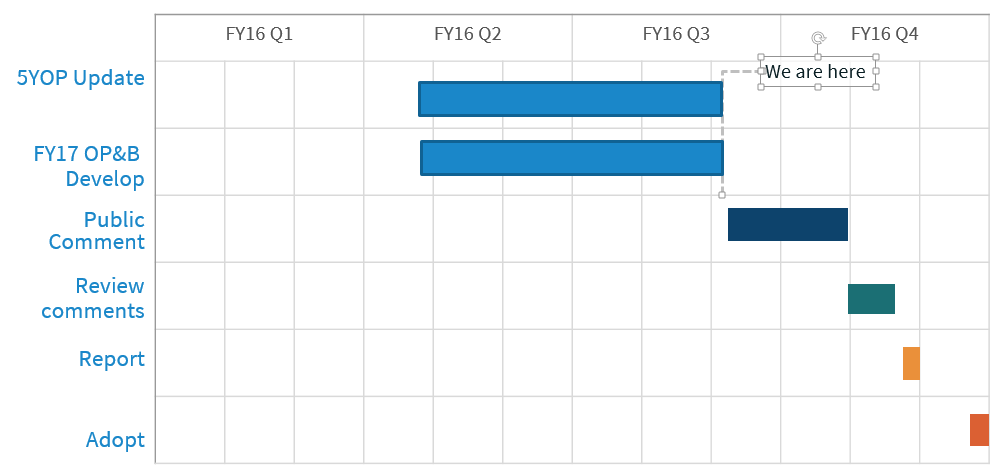 FY16 Q1
FY16 Q2
FY16 Q3
FY16 Q4
We are here
5YOP Update
FY17 OP&B
Develop
Public
Comment
Review
comments
Report
Adopt